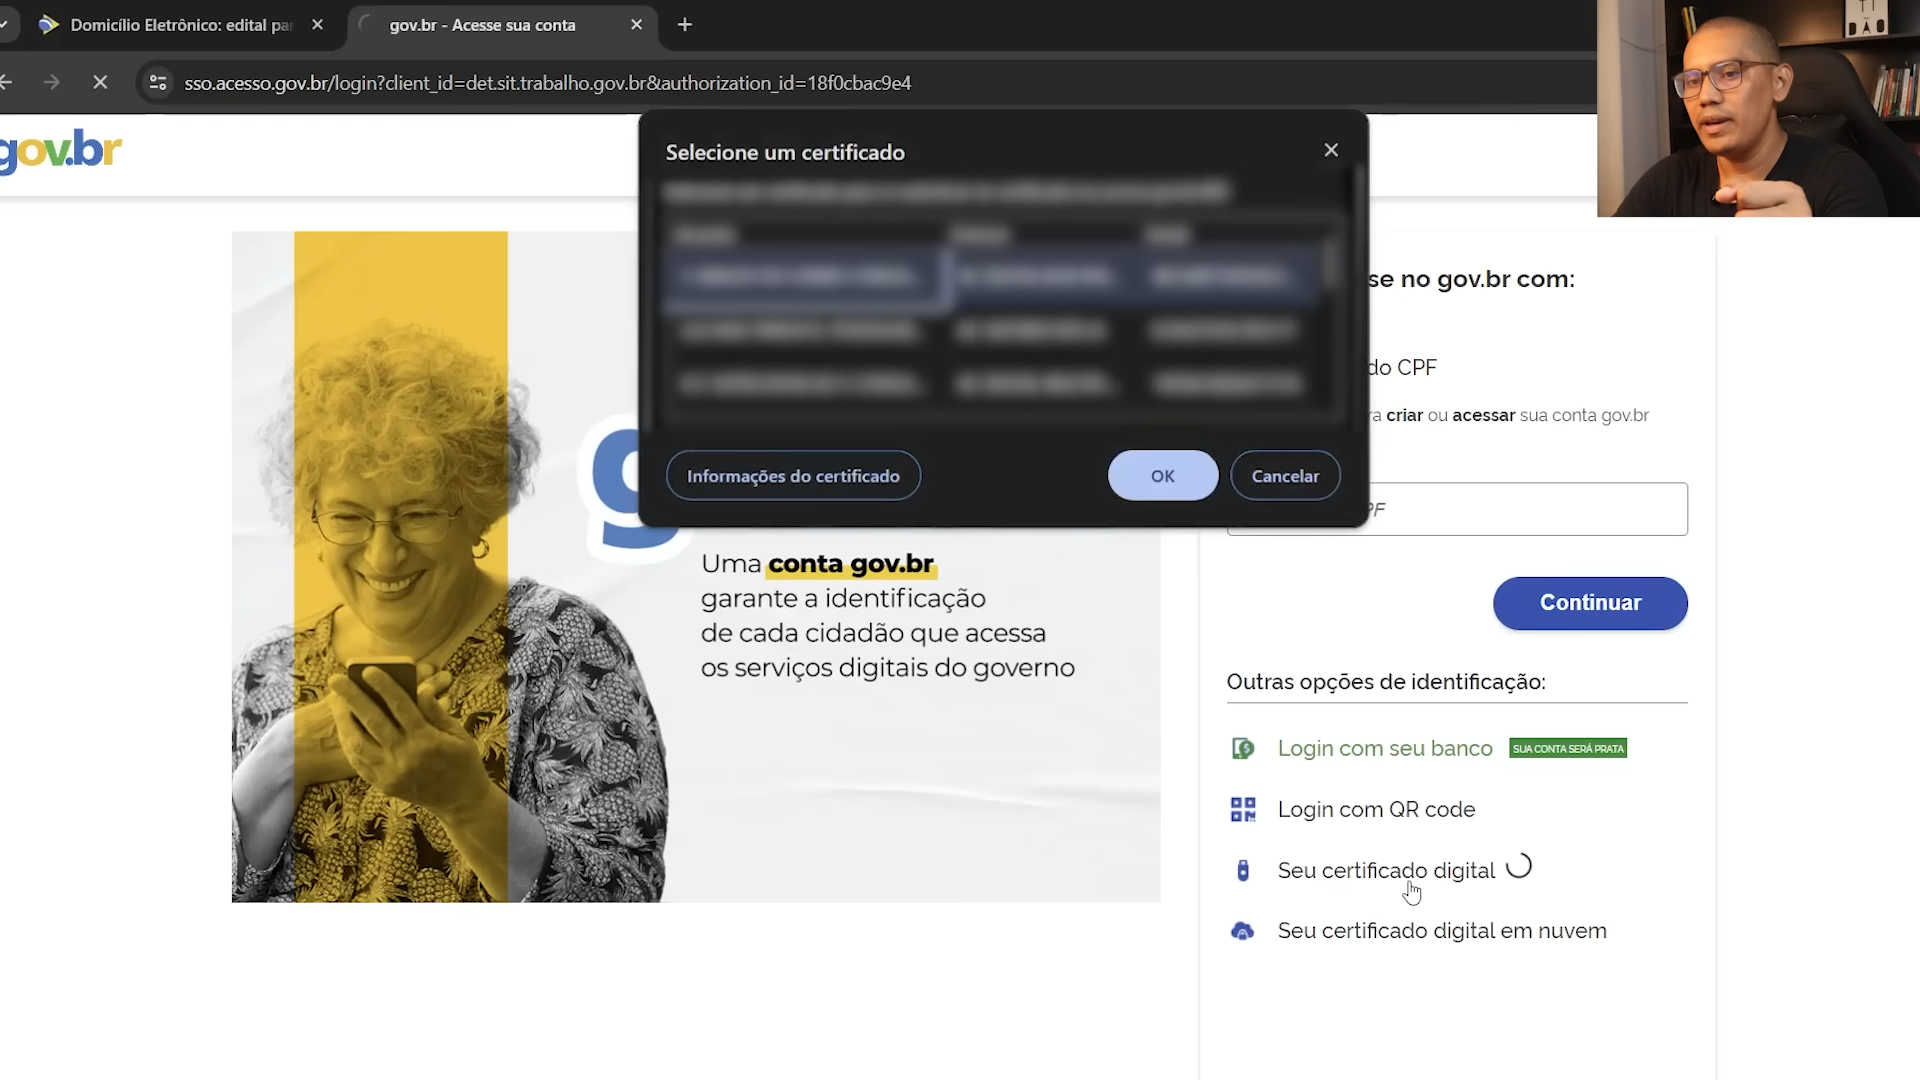 Domicílio Eletrônico: edital pa
gov.br - Acesse sua conta
sso.acesso.gov.br/login?client_id=det.sit.trabalho.gov.br&authorization_id=18f0cbac9e4
gov.br
Selecione um certificado
Informações do certificado
OK
Cancelar
TI
DÃO
se no gov.br com:
do CPF
ra criar ou acessar sua conta gov.br
PF
Continuar
Uma conta gov.br
garante a identificação
de cada cidadão que acessa
os serviços digitais do governo
Outras opções de identificação:
Login com seu banco SUA CONTA SERÁ PRATA
Login com QR code
Seu certificado digital
Seu certificado digital em nuvem